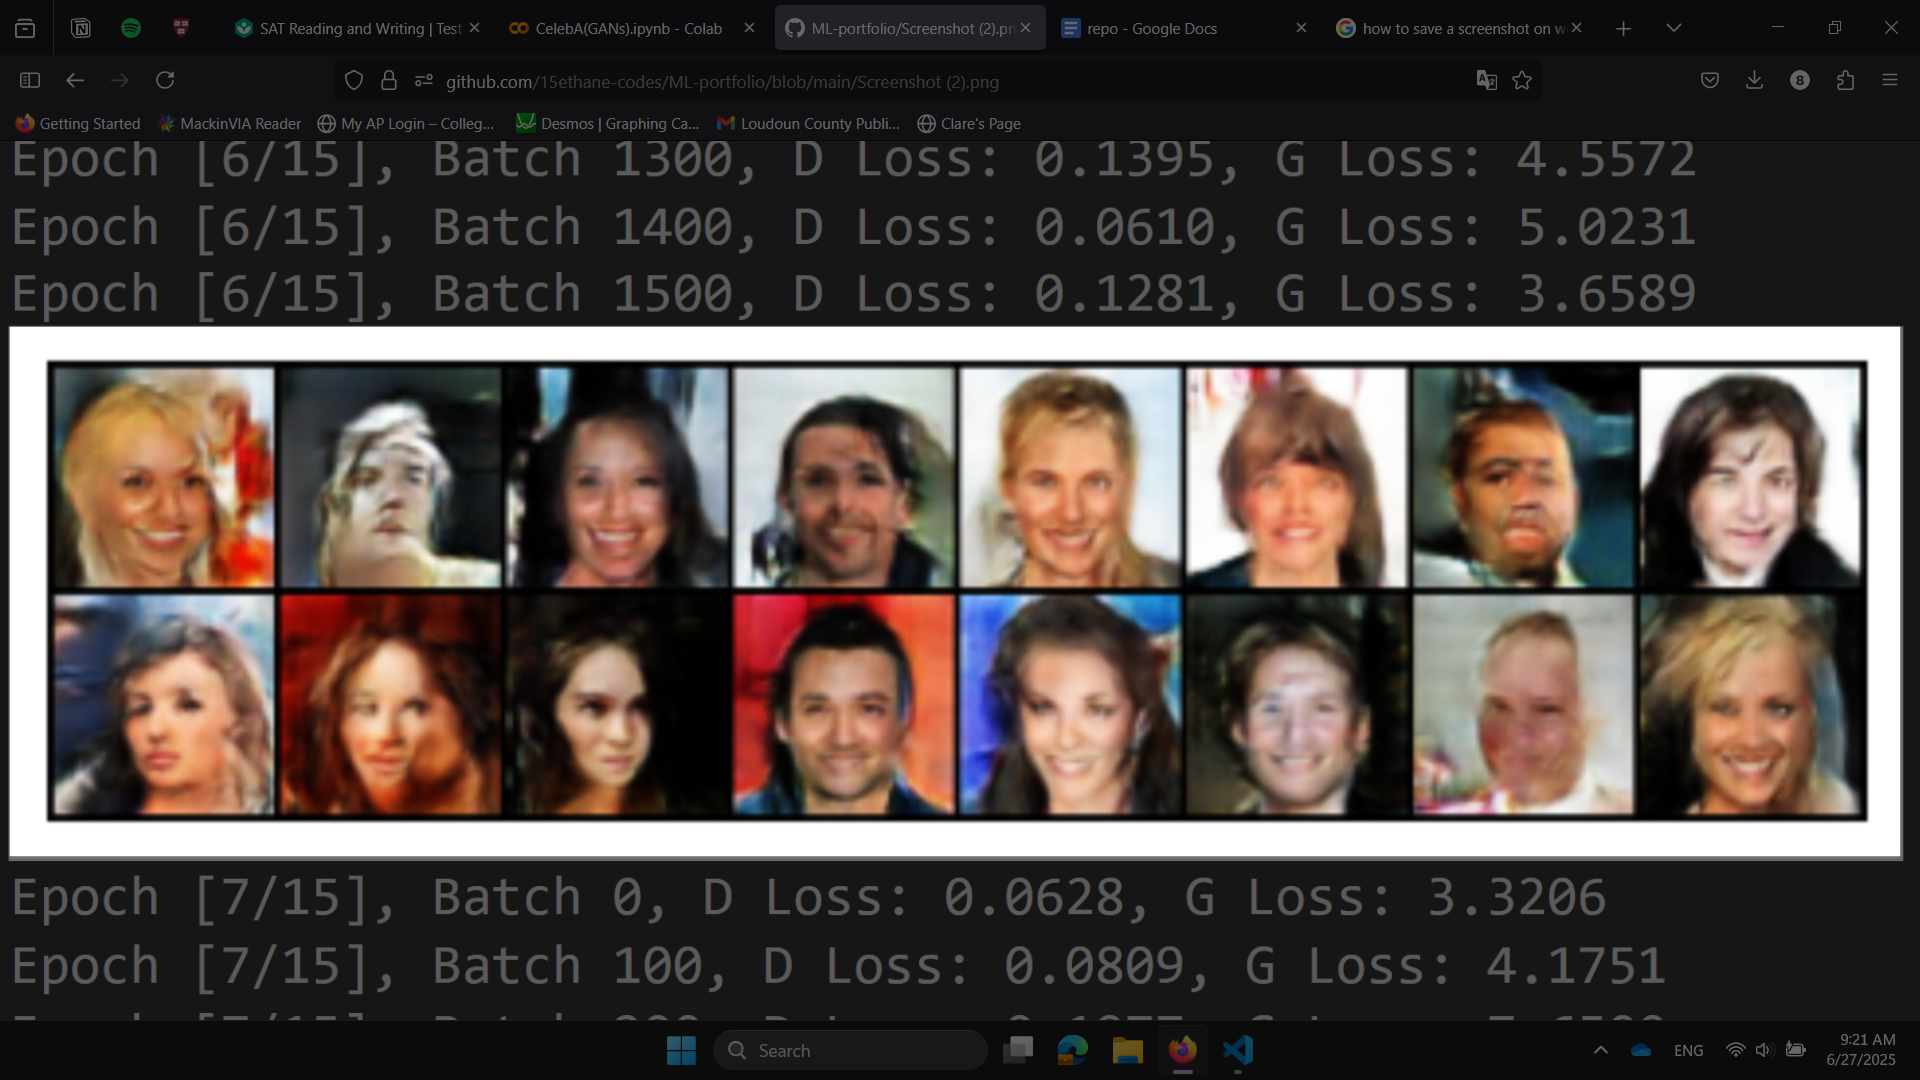 SAT Reading and Writing | Test
CelebA(GANs).ipynb - Colab
ML-portfolio/Screenshot (2).pn
repo - Google Docs
how to save a screenshot on w
github.com/15ethane-codes/ML-portfolio/blob/main/Screenshot (2).png
8
Getting Started
MackinVIA Reader
My AP Login – Colleg...
Desmos | Graphing Ca...
Loudoun County Publi...
Clare's Page
Epoch [6/15], Batch 1300, D Loss: 0.1395, G Loss: 4.5572
Epoch [6/15], Batch 1400, D Loss: 0.0610, G Loss: 5.0231
Epoch [6/15], Batch 1500, D Loss: 0.1281, G Loss: 3.6589
Epoch [7/15], Batch 0, D Loss: 0.0628, G Loss: 3.3206
Epoch [7/15], Batch 100, D Loss: 0.0809, G Loss: 4.1751
Search
ENG
9:21 AM
6/27/2025